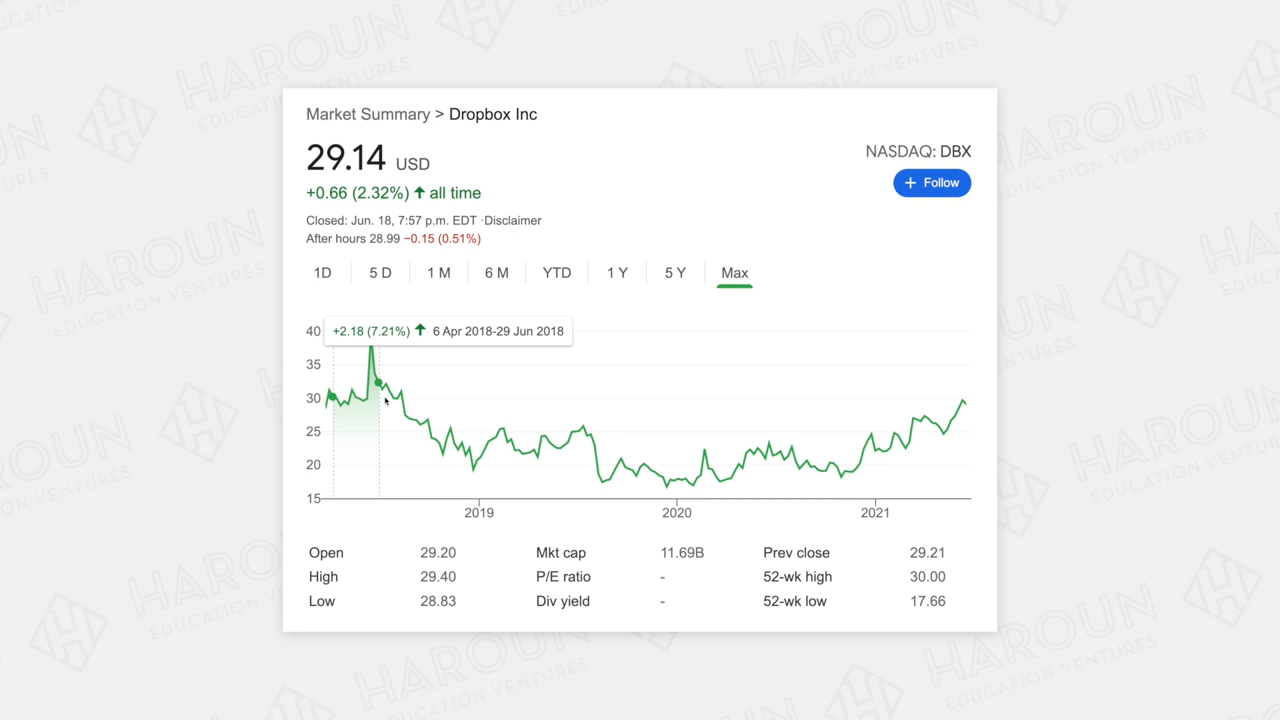 Market Summary > Dropbox Inc
29.14 USD
NASDAQ: DBX
+ Follow
+0.66 (2.32%) ↑ all time
Closed: Jun. 18, 7:57 p.m. EDT ·Disclaimer
After hours 28.99 −0.15 (0.51%)
1D 5 D 1 M 6 M YTD 1 Y 5 Y Max
+2.18 (7.21%) ↑ 6 Apr 2018-29 Jun 2018
40
35
30
25
20
15
2019 2020 2021
Open 29.20 Mkt cap 11.69B Prev close 29.21
High 29.40 P/E ratio - 52-wk high 30.00
Low 28.83 Div yield - 52-wk low 17.66
HAROUN
EDUCATION VENTURES